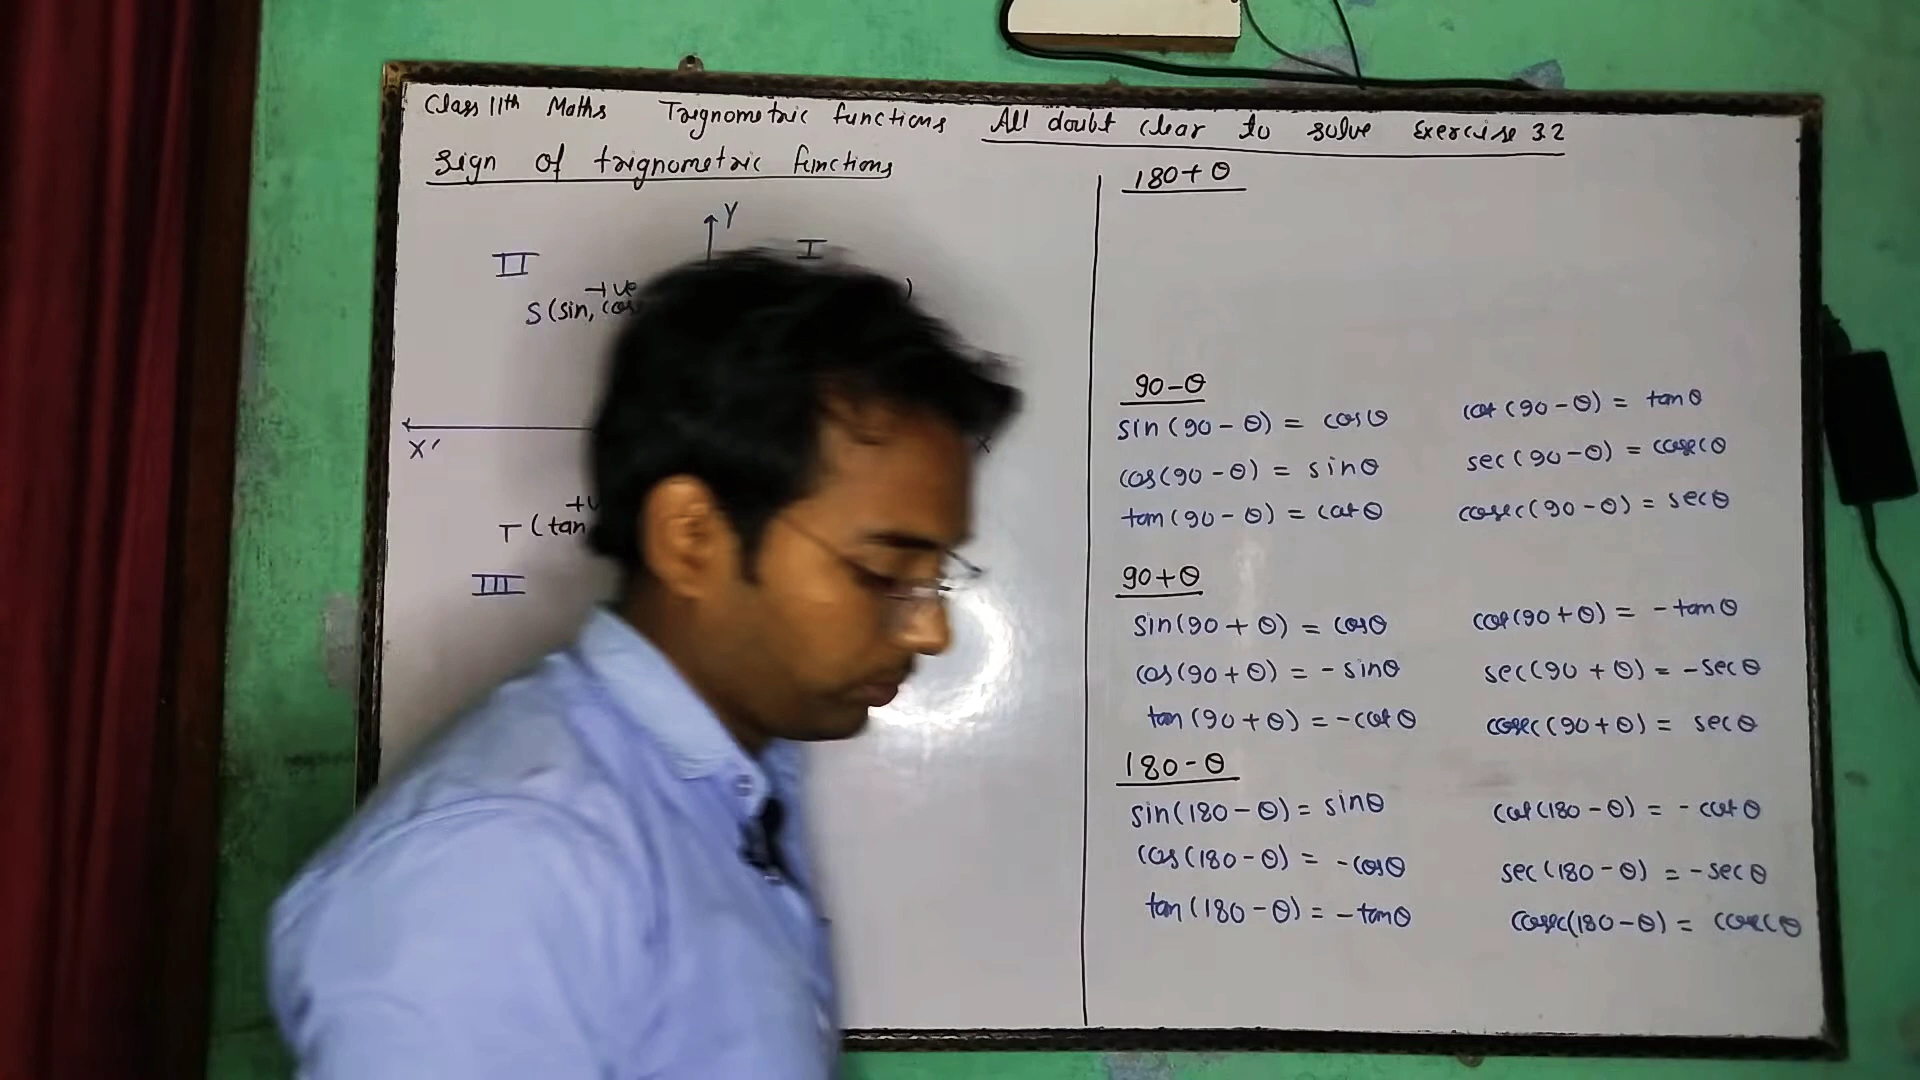 Class 11th Maths Trignometric functions All doubt clear to solve Exercise 3.2
Sign of trignometric functions
Y
I
II
+ve
S (sin, cos
)
X'
X
T (tan
III
180+θ
90-θ
sin(90-θ) = cosθ cot(90-θ) = tanθ
cos(90-θ) = sinθ sec(90-θ) = cosecθ
tan(90-θ) = cotθ cosec(90-θ) = secθ
90+θ
sin(90+θ) = cosθ cot(90+θ) = -tanθ
cos(90+θ) = -sinθ sec(90+θ) = -secθ
tan(90+θ) = -cotθ cosec(90+θ) = secθ
180-θ
sin(180-θ) = sinθ cot(180-θ) = -cotθ
cos(180-θ) = -cosθ sec(180-θ) = -secθ
tan(180-θ) = -tanθ cosec(180-θ) = cosecθ